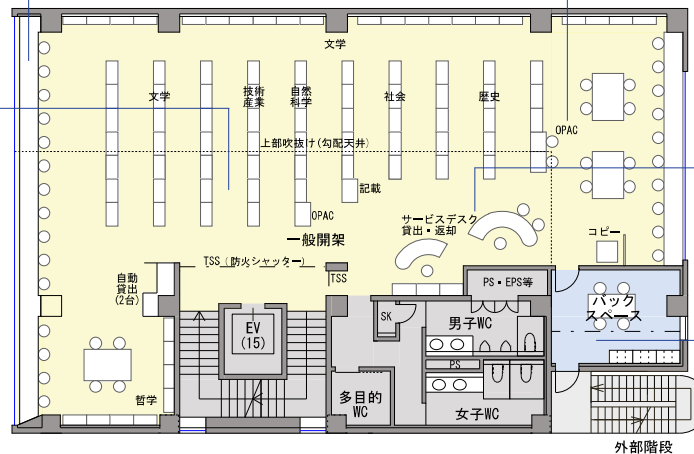 文学
文学
技術
産業
自然
科学
社会
歴史
OPAC
上部吹抜け(勾配天井)
記載
OPAC
サービスデスク
貸出・返却
一般開架
コピー
TSS (防火シャッター)
TSS
自動
貸出
(2台)
PS・EPS等
バック
スペース
EV
(15)
SK
男子WC
PS
多目的
WC
女子WC
哲学
外部階段